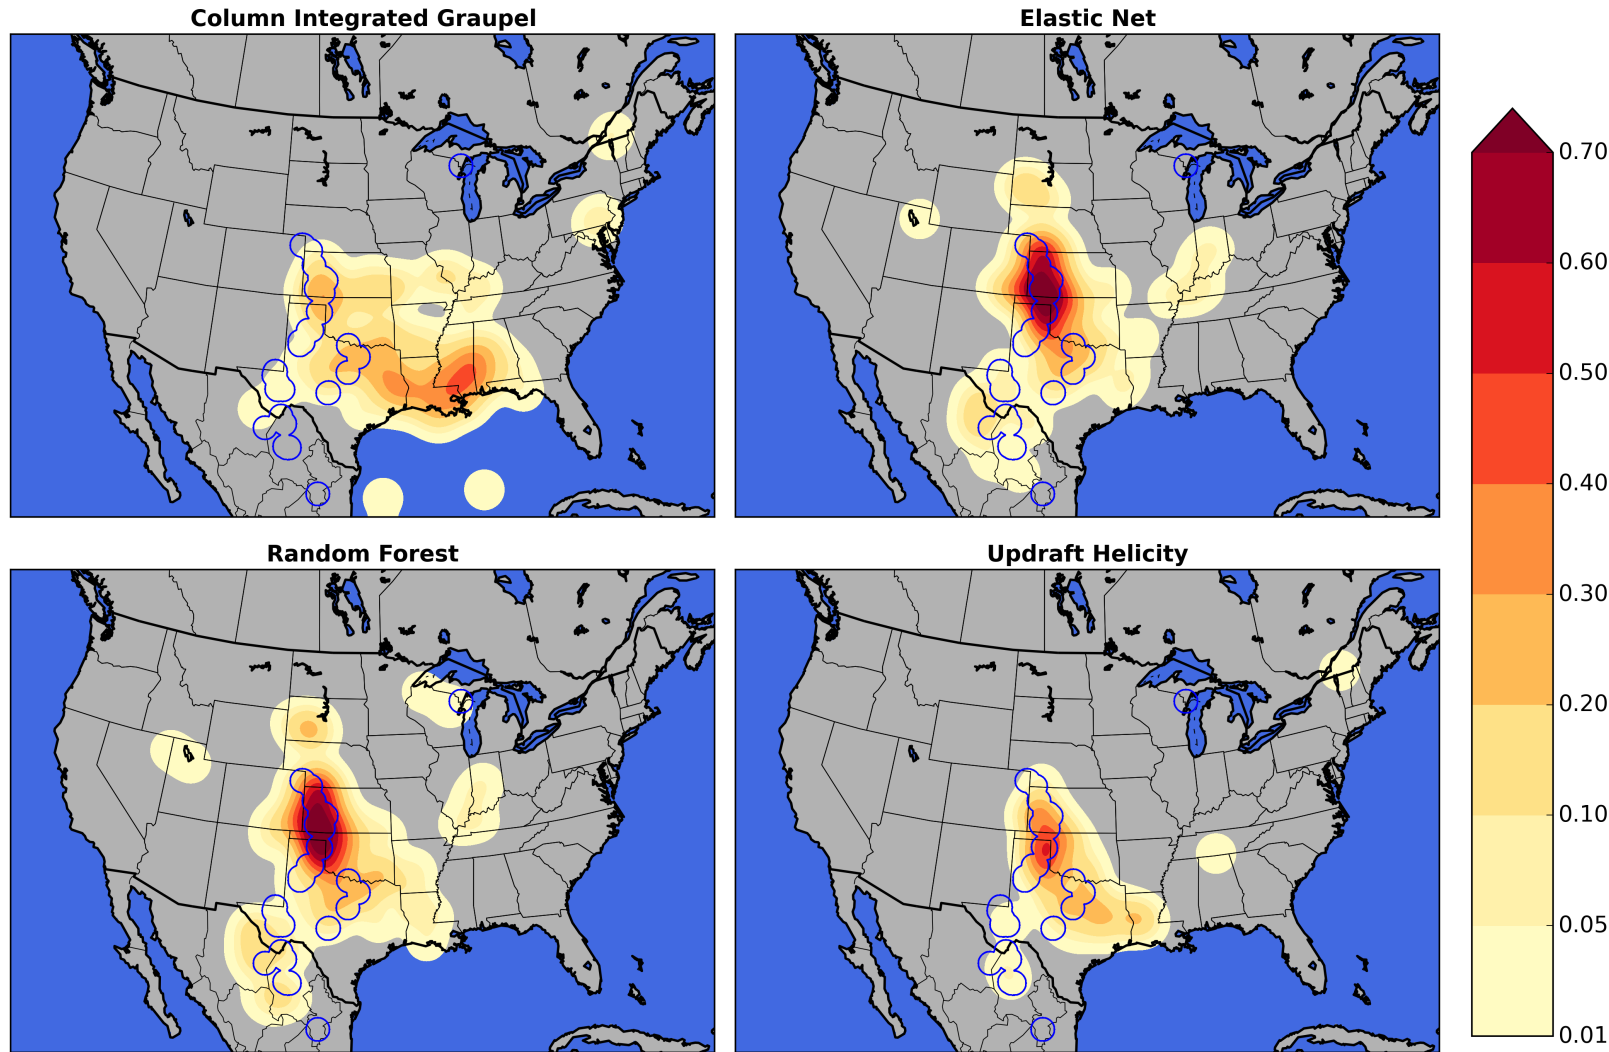 Column Integrated Graupel
Elastic Net
Random Forest
Updraft Helicity
0.70
0.60
0.50
0.40
0.30
0.20
0.10
0.05
0.01